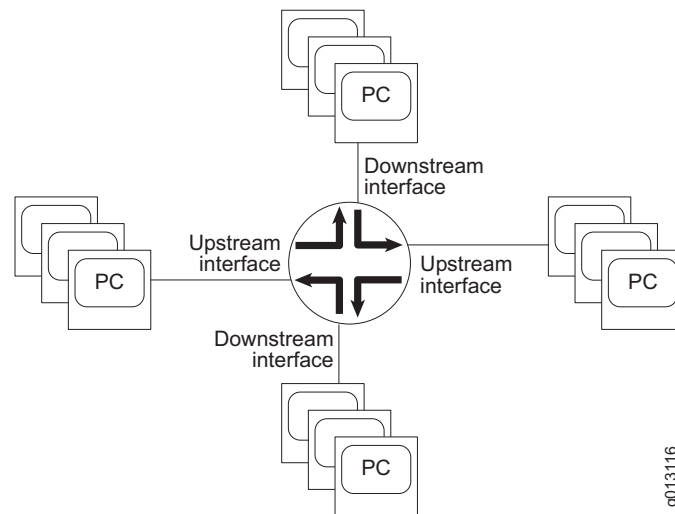 PC
Downstream
interface
Upstream
interface
PC
Upstream
interface
PC
Downstream
interface
PC
g013116